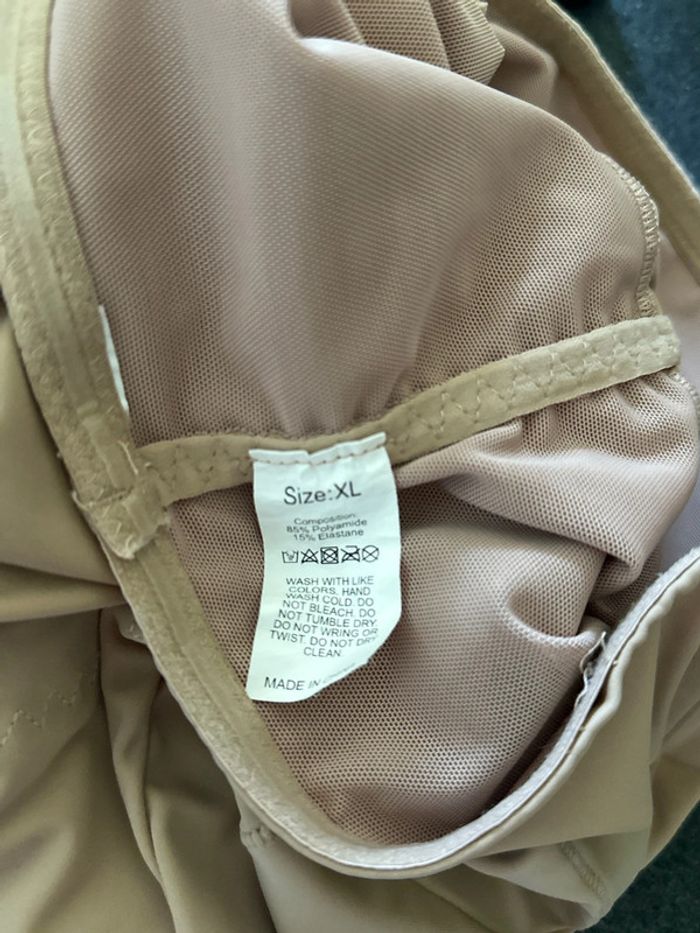 Size:XL
Composition:
85% Polyamide
15% Elastane
WASH WITH LIKE
COLORS. HAND
WASH COLD. DO
NOT BLEACH. DO
NOT TUMBLE DRY.
DO NOT WRING OR
TWIST. DO NOT DRY
CLEAN.
MADE IN CHINA